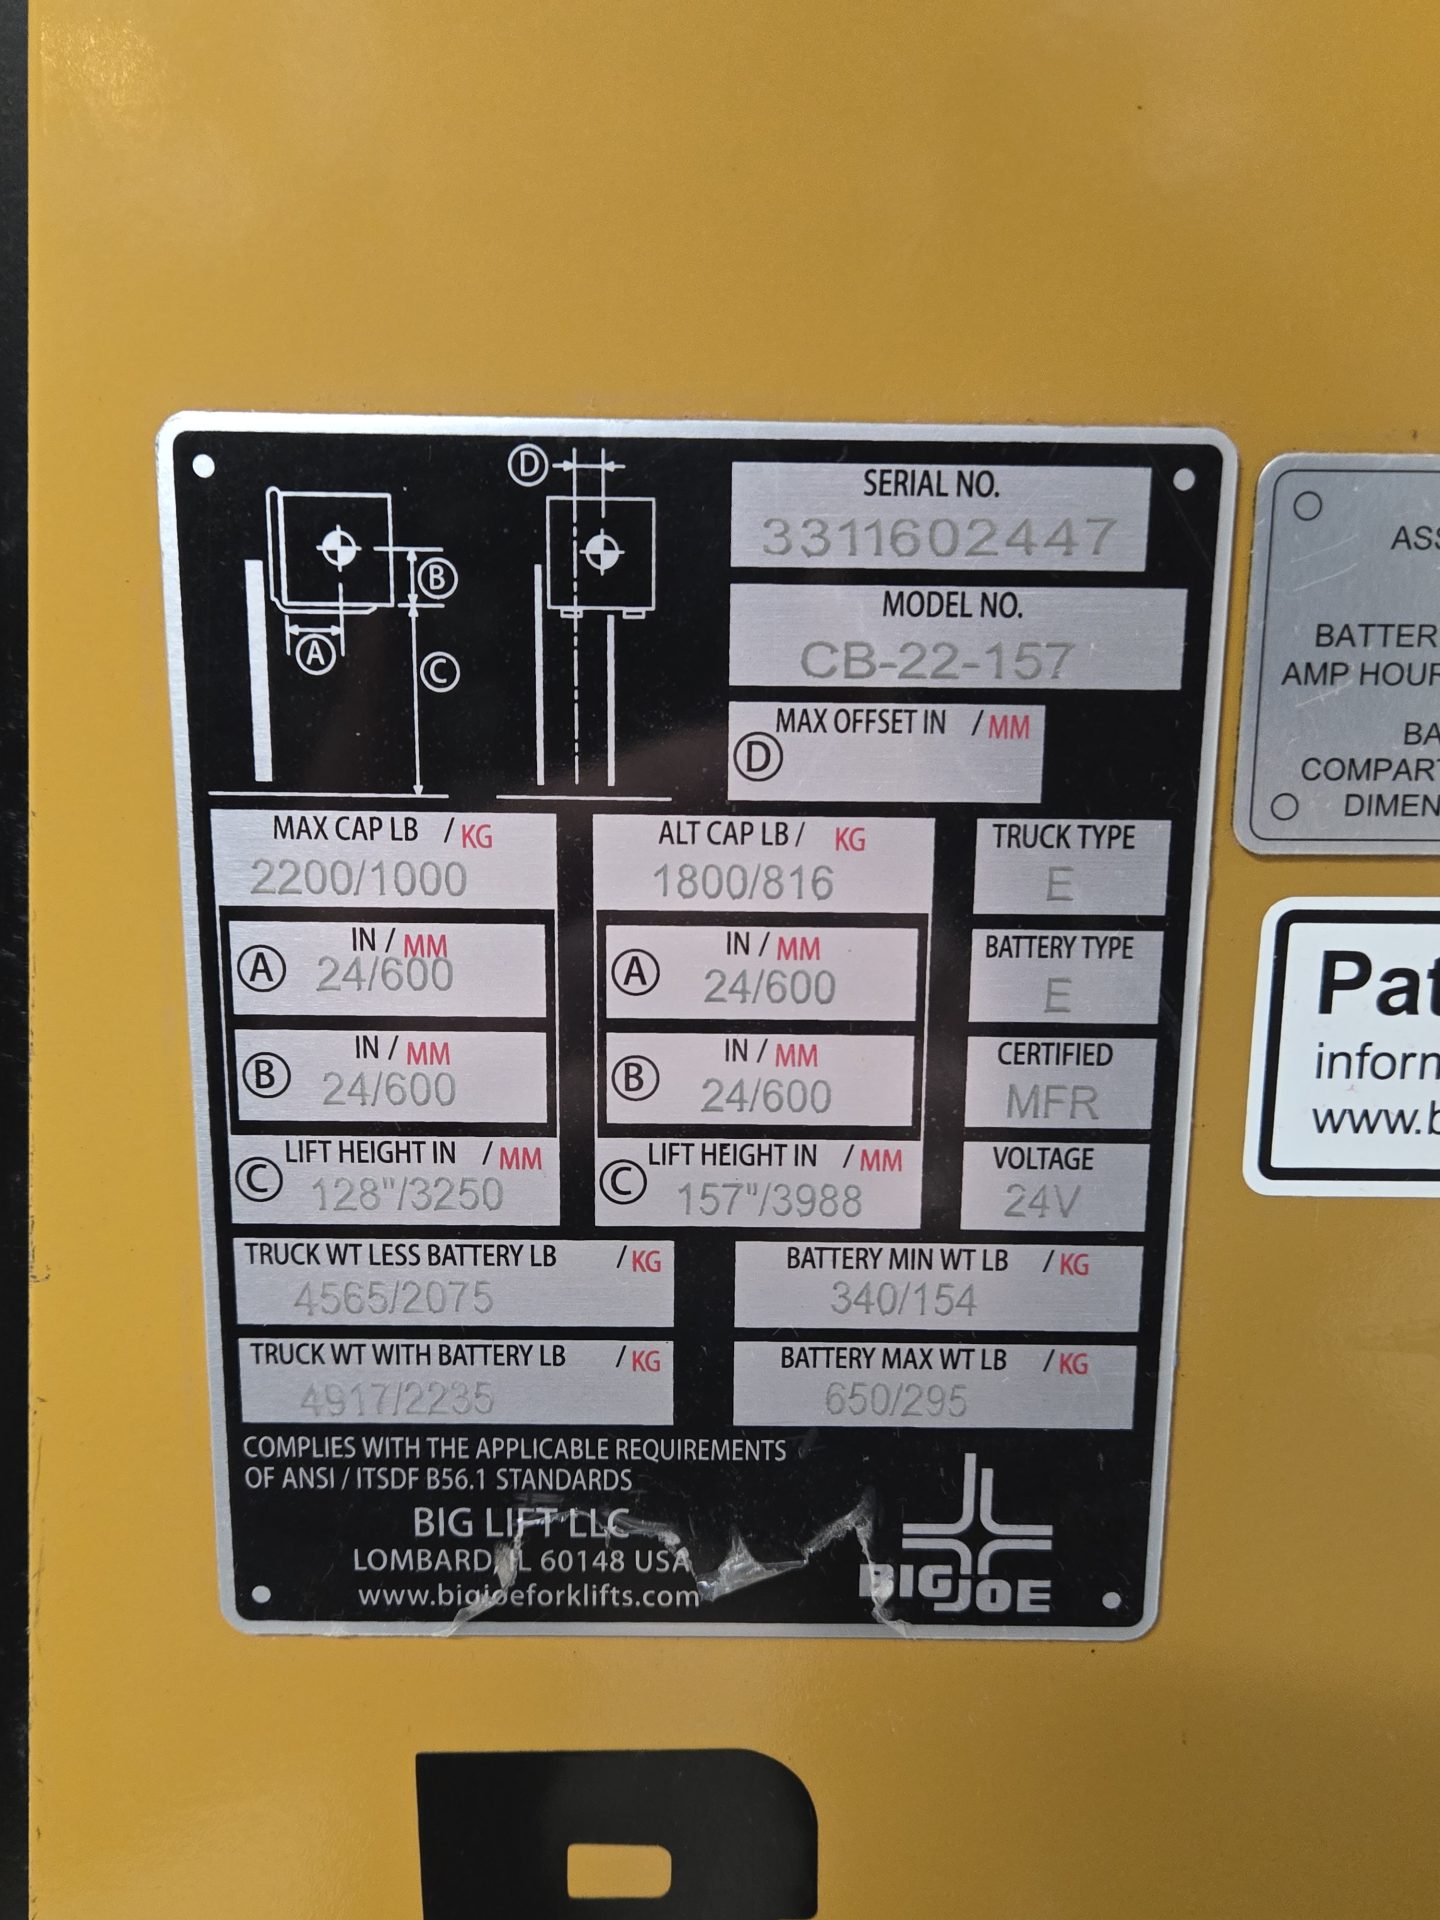 D
B
A
C
SERIAL NO.
3311602447
MODEL NO.
CB-22-157
MAX OFFSET IN / MM
D
MAX CAP LB / KG
2200/1000
A IN / MM
24/600
B IN / MM
24/600
LIFT HEIGHT IN / MM
C 128"/3250
ALT CAP LB / KG
1800/816
A IN / MM
24/600
B IN / MM
24/600
LIFT HEIGHT IN / MM
C 157"/3988
TRUCK TYPE
E
BATTERY TYPE
E
CERTIFIED
MFR
VOLTAGE
24V
TRUCK WT LESS BATTERY LB / KG
4565/2075
BATTERY MIN WT LB / KG
340/154
TRUCK WT WITH BATTERY LB / KG
4917/2235
BATTERY MAX WT LB / KG
650/295
COMPLIES WITH THE APPLICABLE REQUIREMENTS
OF ANSI / ITSDF B56.1 STANDARDS
BIG LIFT LLC
LOMBARD, IL 60148 USA
www.bigjoeforklifts.com
BIG JOE
ASS
BATTER
AMP HOUR
BA
COMPART
DIMEN
Pat
inform
www.b